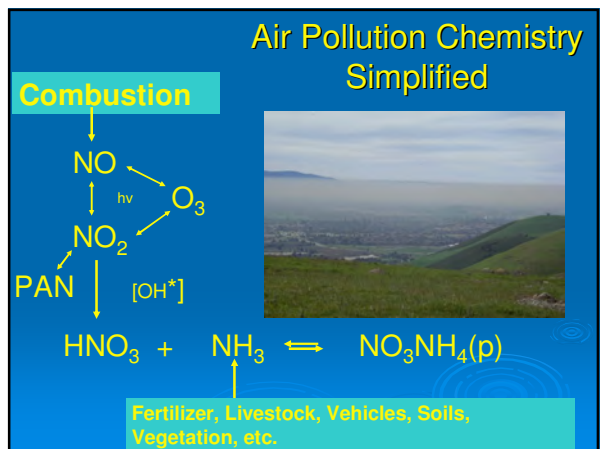 Air Pollution Chemistry
Simplified
Combustion
NO
hν
O₃
NO₂
PAN
[OH*]
HNO₃ + NH₃ ⇌ NO₃NH₄(p)
Fertilizer, Livestock, Vehicles, Soils,
Vegetation, etc.